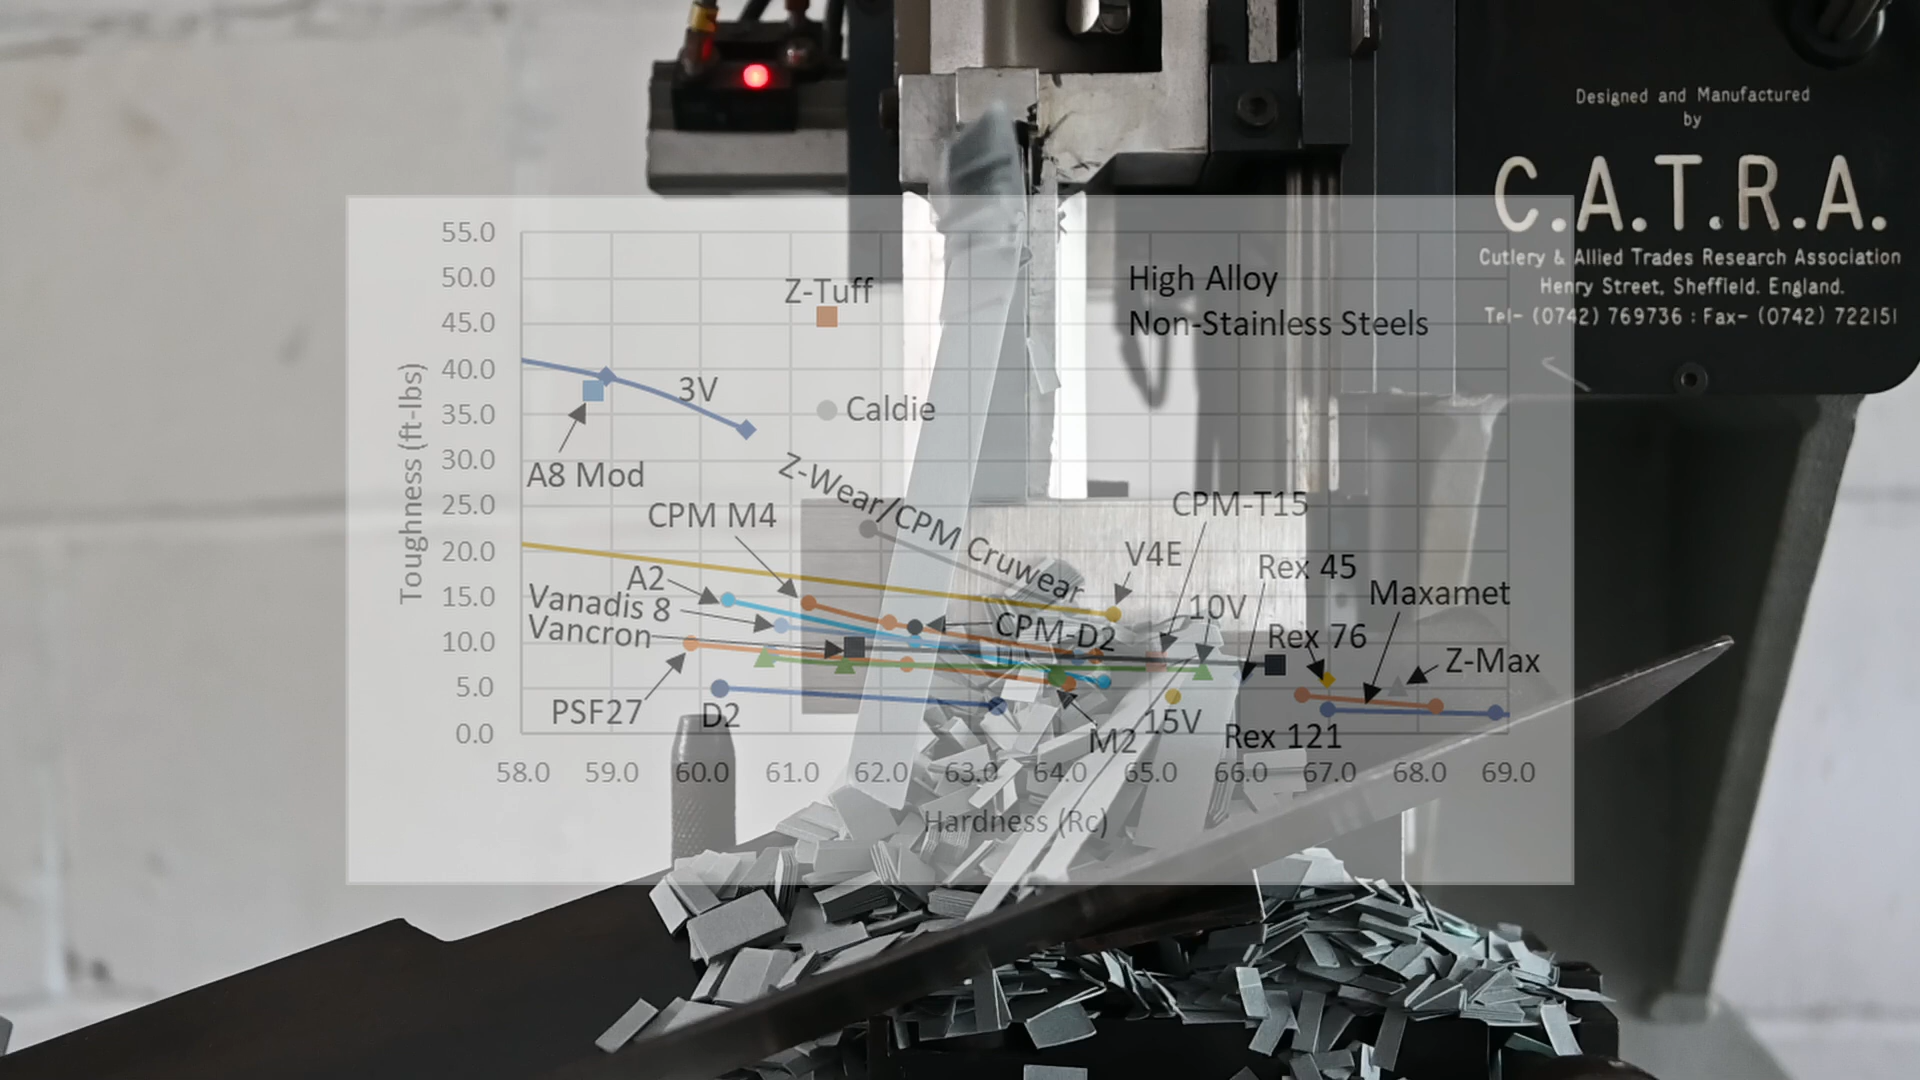 Designed and Manufactured
by
C.A.T.R.A.
Cutlery & Allied Trades Research Association
Henry Street, Sheffield. England.
Tel- (0742) 769736 : Fax- (0742) 722151
High Alloy
Non-Stainless Steels
Toughness (ft-lbs)
55.0
50.0
45.0
40.0
35.0
30.0
25.0
20.0
15.0
10.0
5.0
0.0
Z-Tuff
3V
Caldie
A8 Mod
Z-Wear/CPM Cruwear
CPM M4
CPM-T15
V4E
Rex 45
A2
Maxamet
Vanadis 8
10V
Vancron
CPM-D2
Rex 76
Z-Max
PSF27
D2
M2
15V
Rex 121
58.0 59.0 60.0 61.0 62.0 63.0 64.0 65.0 66.0 67.0 68.0 69.0
Hardness (Rc)